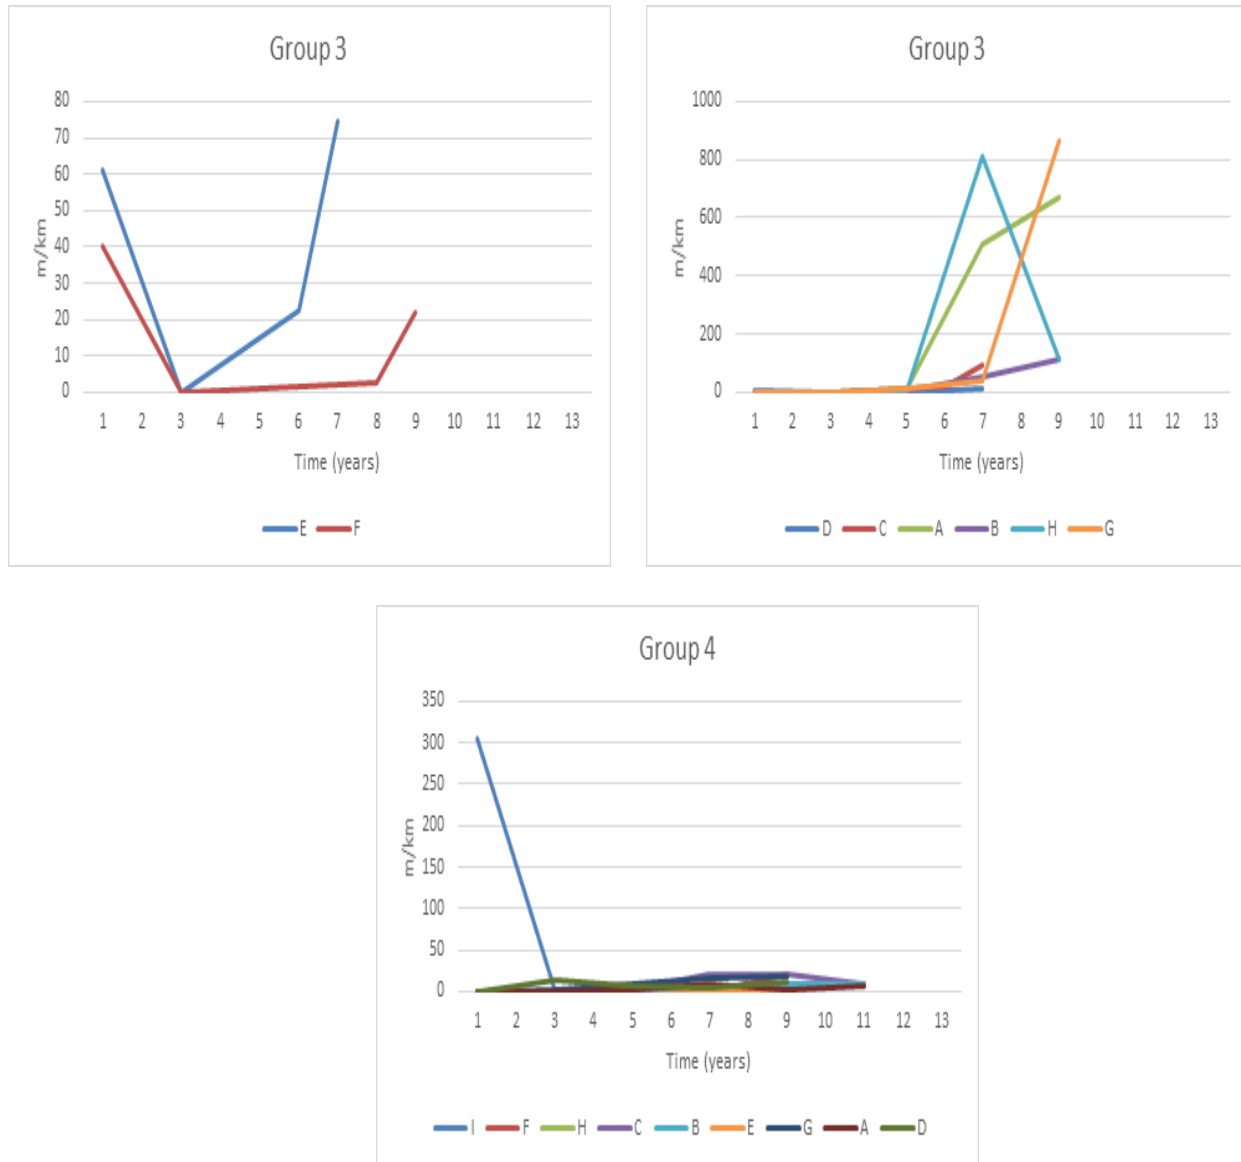 Group 3
80
70
60
50
40
30
20
10
0
m/km
1 2 3 4 5 6 7 8 9 10 11 12 13
Time (years)
E F
Group 3
1000
800
600
400
200
0
m/km
1 2 3 4 5 6 7 8 9 10 11 12 13
Time (years)
D C A B H G
Group 4
350
300
250
200
150
100
50
0
m/km
1 2 3 4 5 6 7 8 9 10 11 12 13
Time (years)
I F H C B E G A D